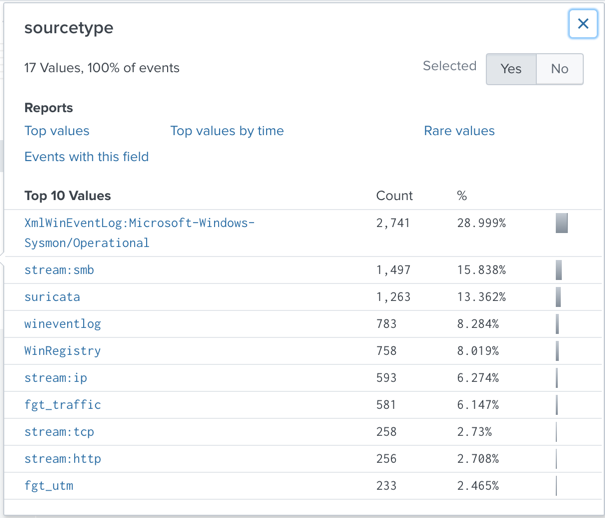 sourcetype
17 Values, 100% of events
Selected Yes No
Reports
Top values Top values by time Rare values
Events with this field
Top 10 Values Count %
XmlWinEventLog:Microsoft-Windows-
Sysmon/Operational 2,741 28.999%
stream:smb 1,497 15.838%
suricata 1,263 13.362%
wineventlog 783 8.284%
WinRegistry 758 8.019%
stream:ip 593 6.274%
fgt_traffic 581 6.147%
stream:tcp 258 2.73%
stream:http 256 2.708%
fgt_utm 233 2.465%